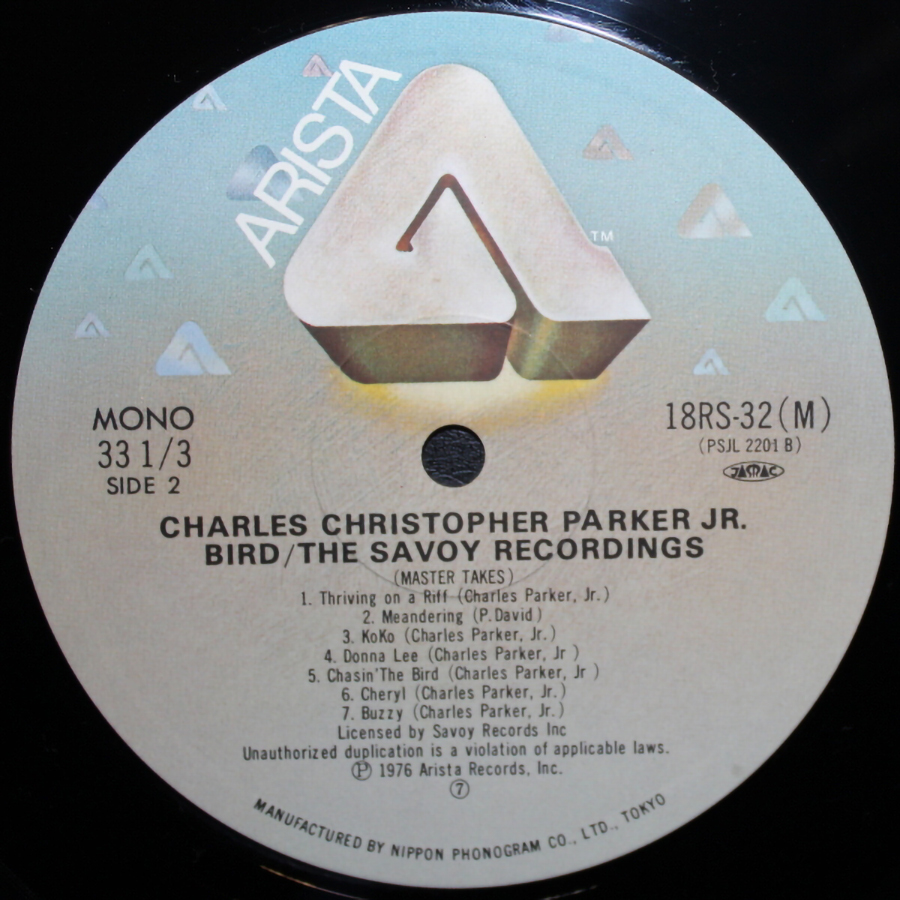 ARISTA
TM
MONO
33 1/3
SIDE 2
18RS-32(M)
(PSJL 2201 B)
JASRAC
CHARLES CHRISTOPHER PARKER JR.
BIRD/THE SAVOY RECORDINGS
(MASTER TAKES)
1. Thriving on a Riff (Charles Parker, Jr.)
2. Meandering (P. David)
3. KoKo (Charles Parker, Jr.)
4. Donna Lee (Charles Parker, Jr )
5. Chasin'The Bird (Charles Parker, Jr )
6. Cheryl (Charles Parker, Jr.)
7. Buzzy (Charles Parker, Jr.)
Licensed by Savoy Records Inc
Unauthorized duplication is a violation of applicable laws.
Ⓟ 1976 Arista Records, Inc.
⑦
MANUFACTURED BY NIPPON PHONOGRAM CO., LTD., TOKYO